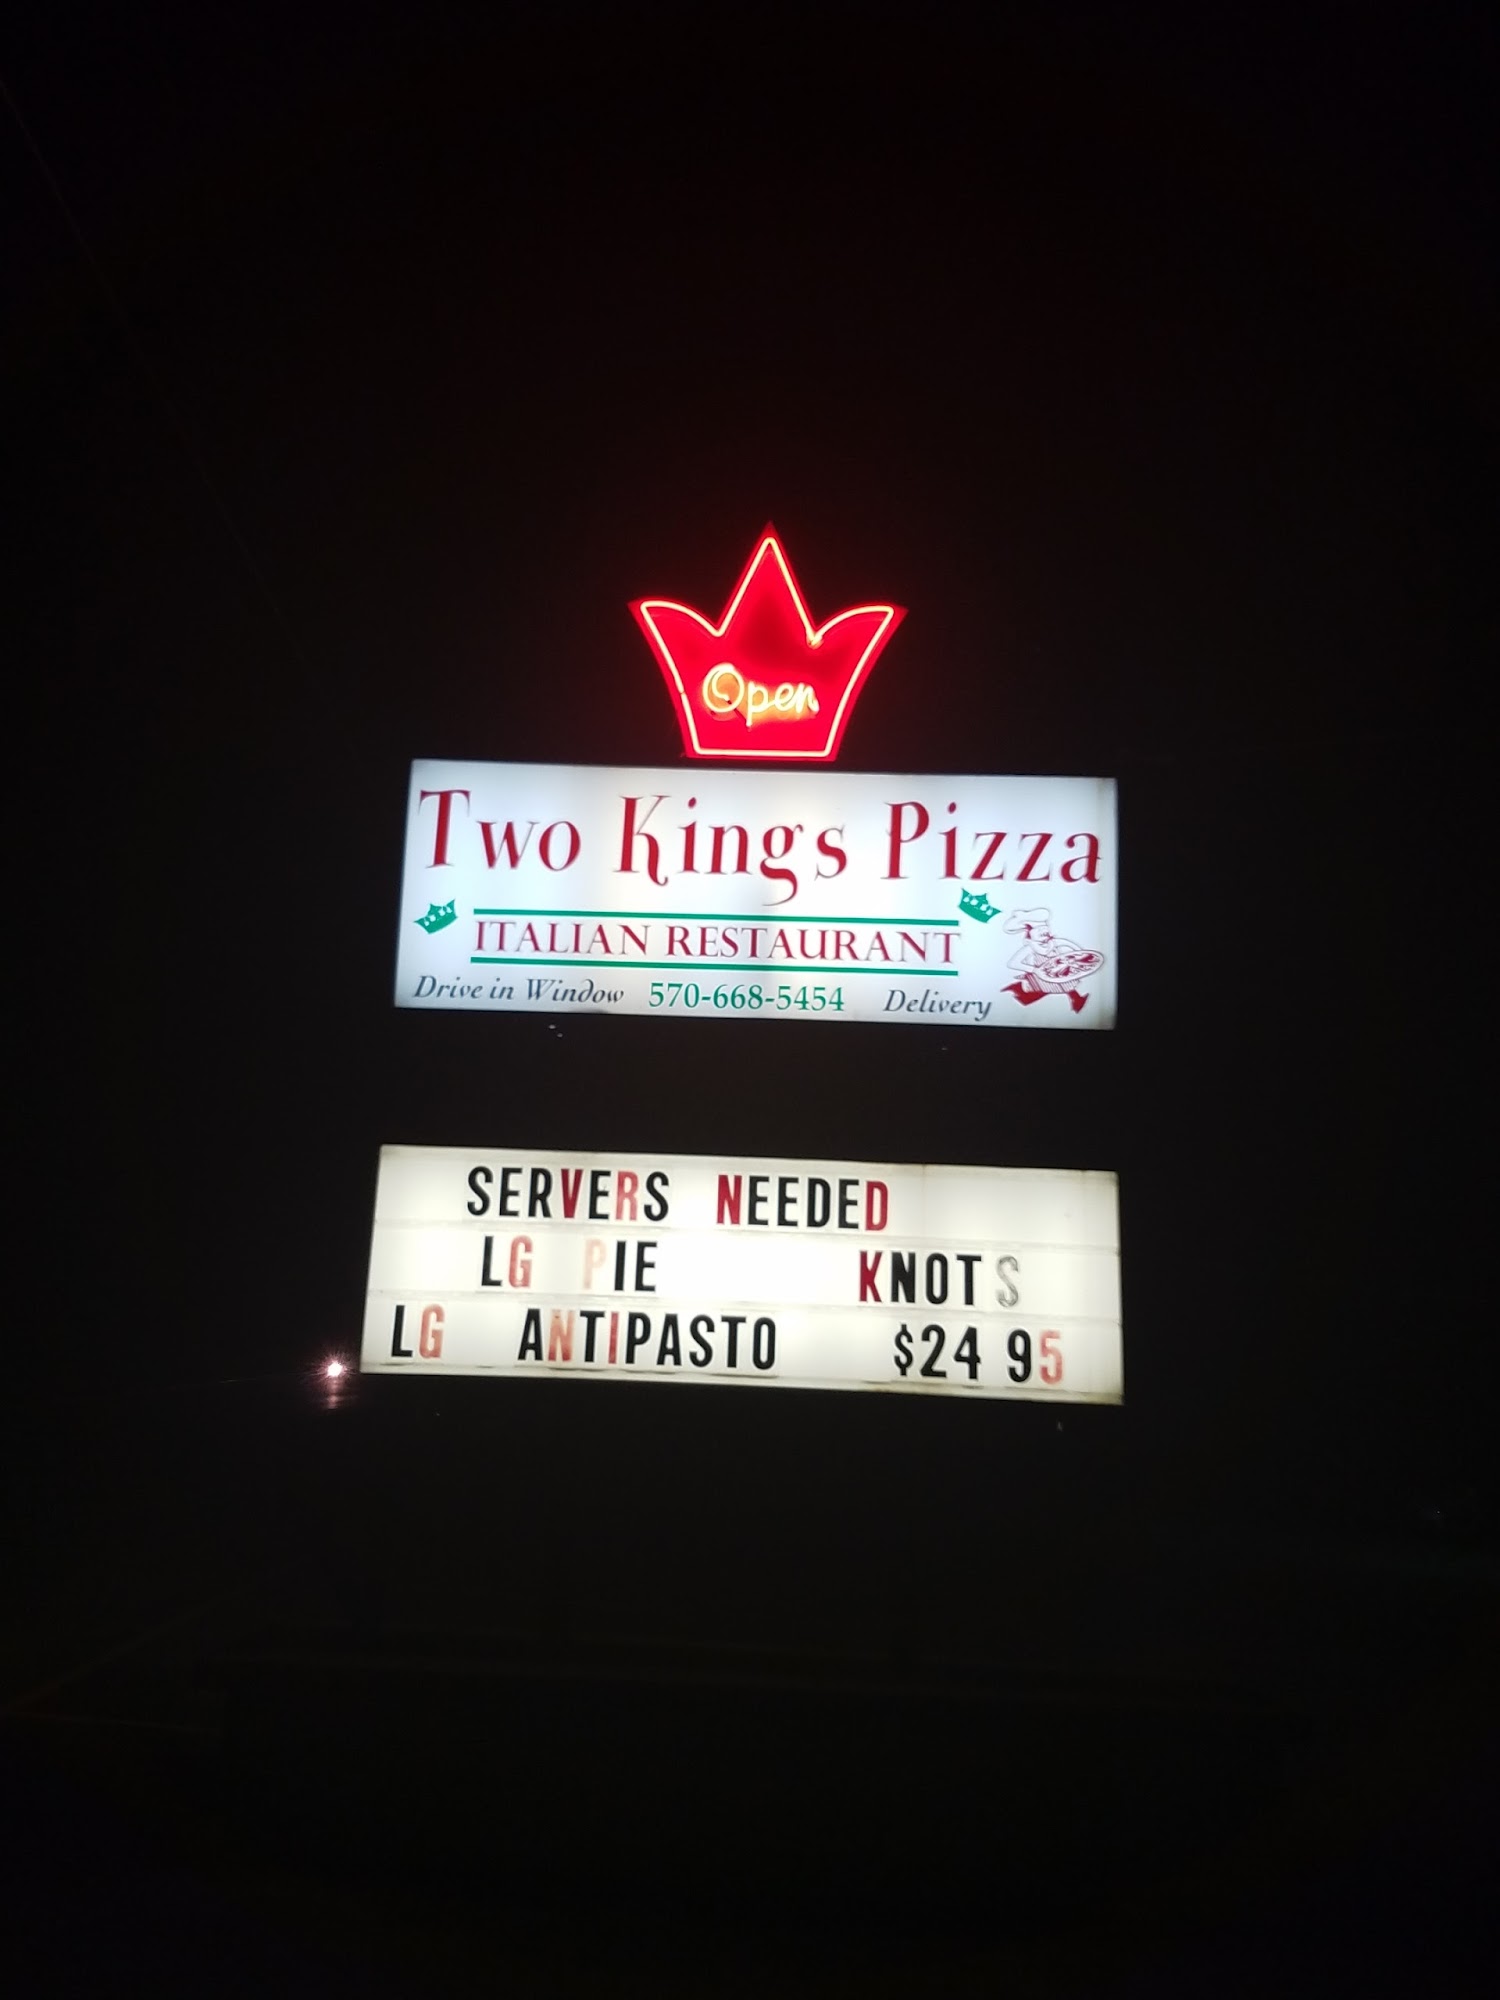 Open
Two Kings Pizza
ITALIAN RESTAURANT
Drive in Window 570-668-5454 Delivery
SERVERS NEEDED
LG PIE KNOTS
LG ANTIPASTO $24 95